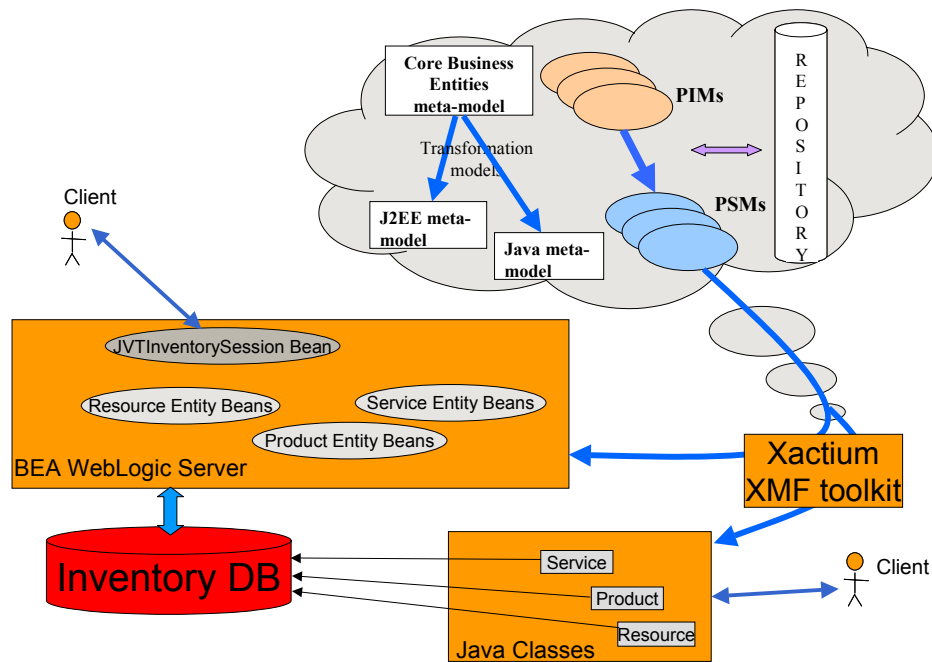 Core Business
Entities
meta-model
PIMs
REPOSITORY
Transformation
models
PSMs
J2EE meta-
model
Java meta-
model
Client
JVTInventorySession Bean
Resource Entity Beans
Service Entity Beans
Product Entity Beans
BEA WebLogic Server
Xactium
XMF toolkit
Inventory DB
Service
Product
Resource
Java Classes
Client